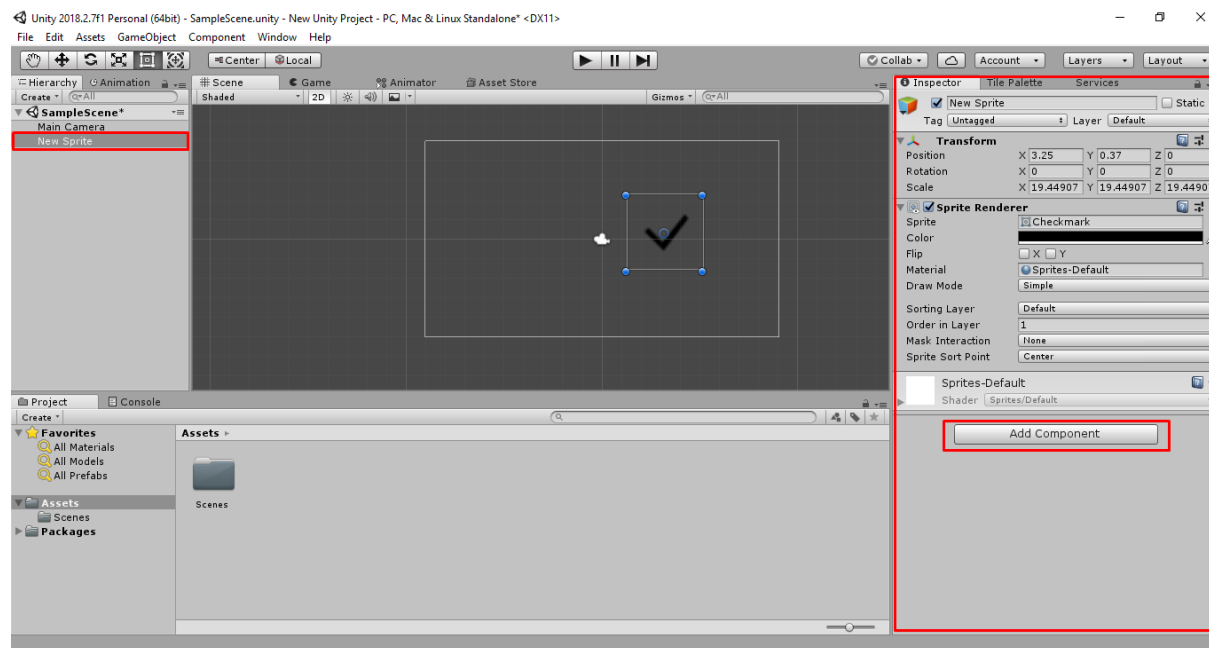 Unity 2018.2.7f1 Personal (64bit) - SampleScene.unity - New Unity Project - PC, Mac & Linux Standalone* <DX11>
File Edit Assets GameObject Component Window Help
Center Local Collab Account Layers Layout
Hierarchy Animation
Create All
SampleScene*
Main Camera
New Sprite
Scene Game Animator Asset Store
Shaded 2D Gizmos All
Inspector Tile Palette Services
New Sprite Static
Tag Untagged Layer Default
Transform
Position X 3.25 Y 0.37 Z 0
Rotation X 0 Y 0 Z 0
Scale X 19.44907 Y 19.44907 Z 19.4490
Sprite Renderer
Sprite Checkmark
Color
Flip X Y
Material Sprites-Default
Draw Mode Simple
Sorting Layer Default
Order in Layer 1
Mask Interaction None
Sprite Sort Point Center
Sprites-Default
Shader Sprites/Default
Add Component
Project Console
Create
Favorites
All Materials
All Models
All Prefabs
Assets
Scenes
Packages
Assets
Scenes